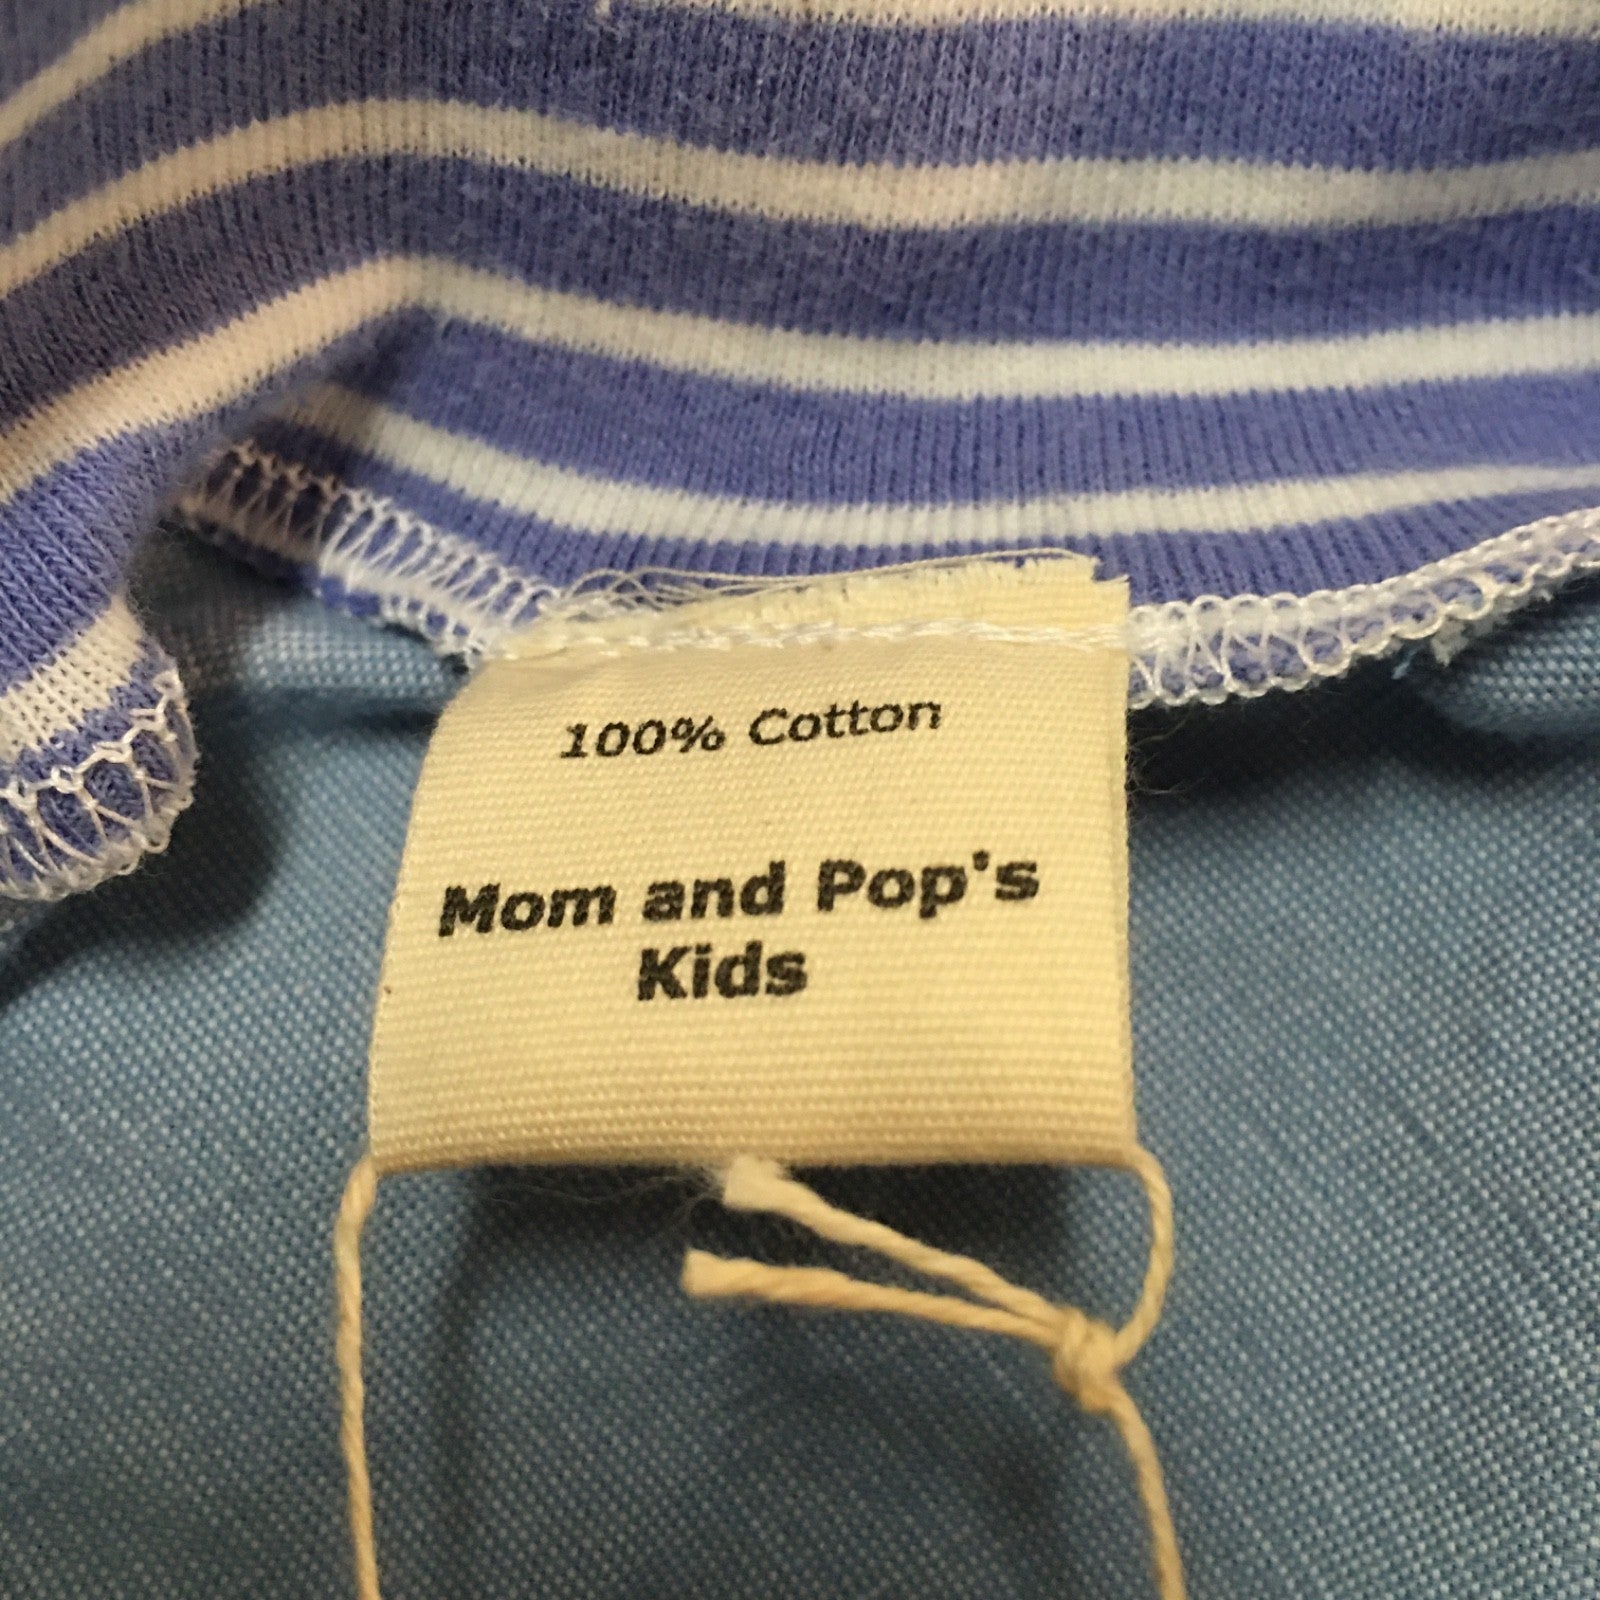 100% Cotton
Mom and Pop's
Kids